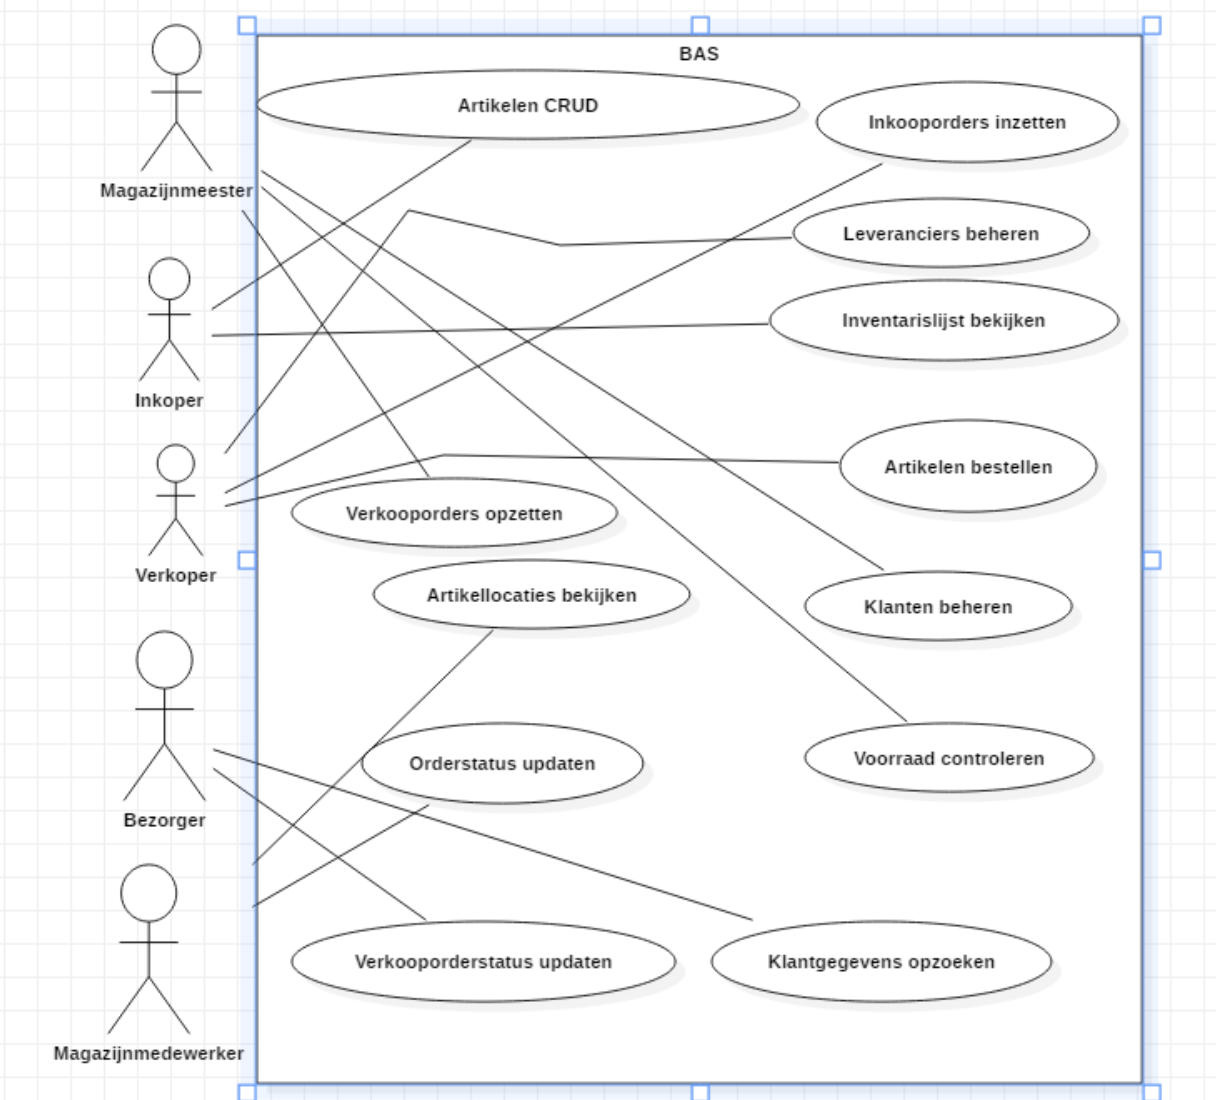 BAS
Artikelen CRUD
Inkooporders inzetten
Magazijnmeester
Leveranciers beheren
Inventarislijst bekijken
Inkoper
Artikelen bestellen
Verkooporders opzetten
Verkoper
Artikellocaties bekijken
Klanten beheren
Orderstatus updaten
Voorraad controleren
Bezorger
Verkooporderstatus updaten
Klantgegevens opzoeken
Magazijnmedewerker